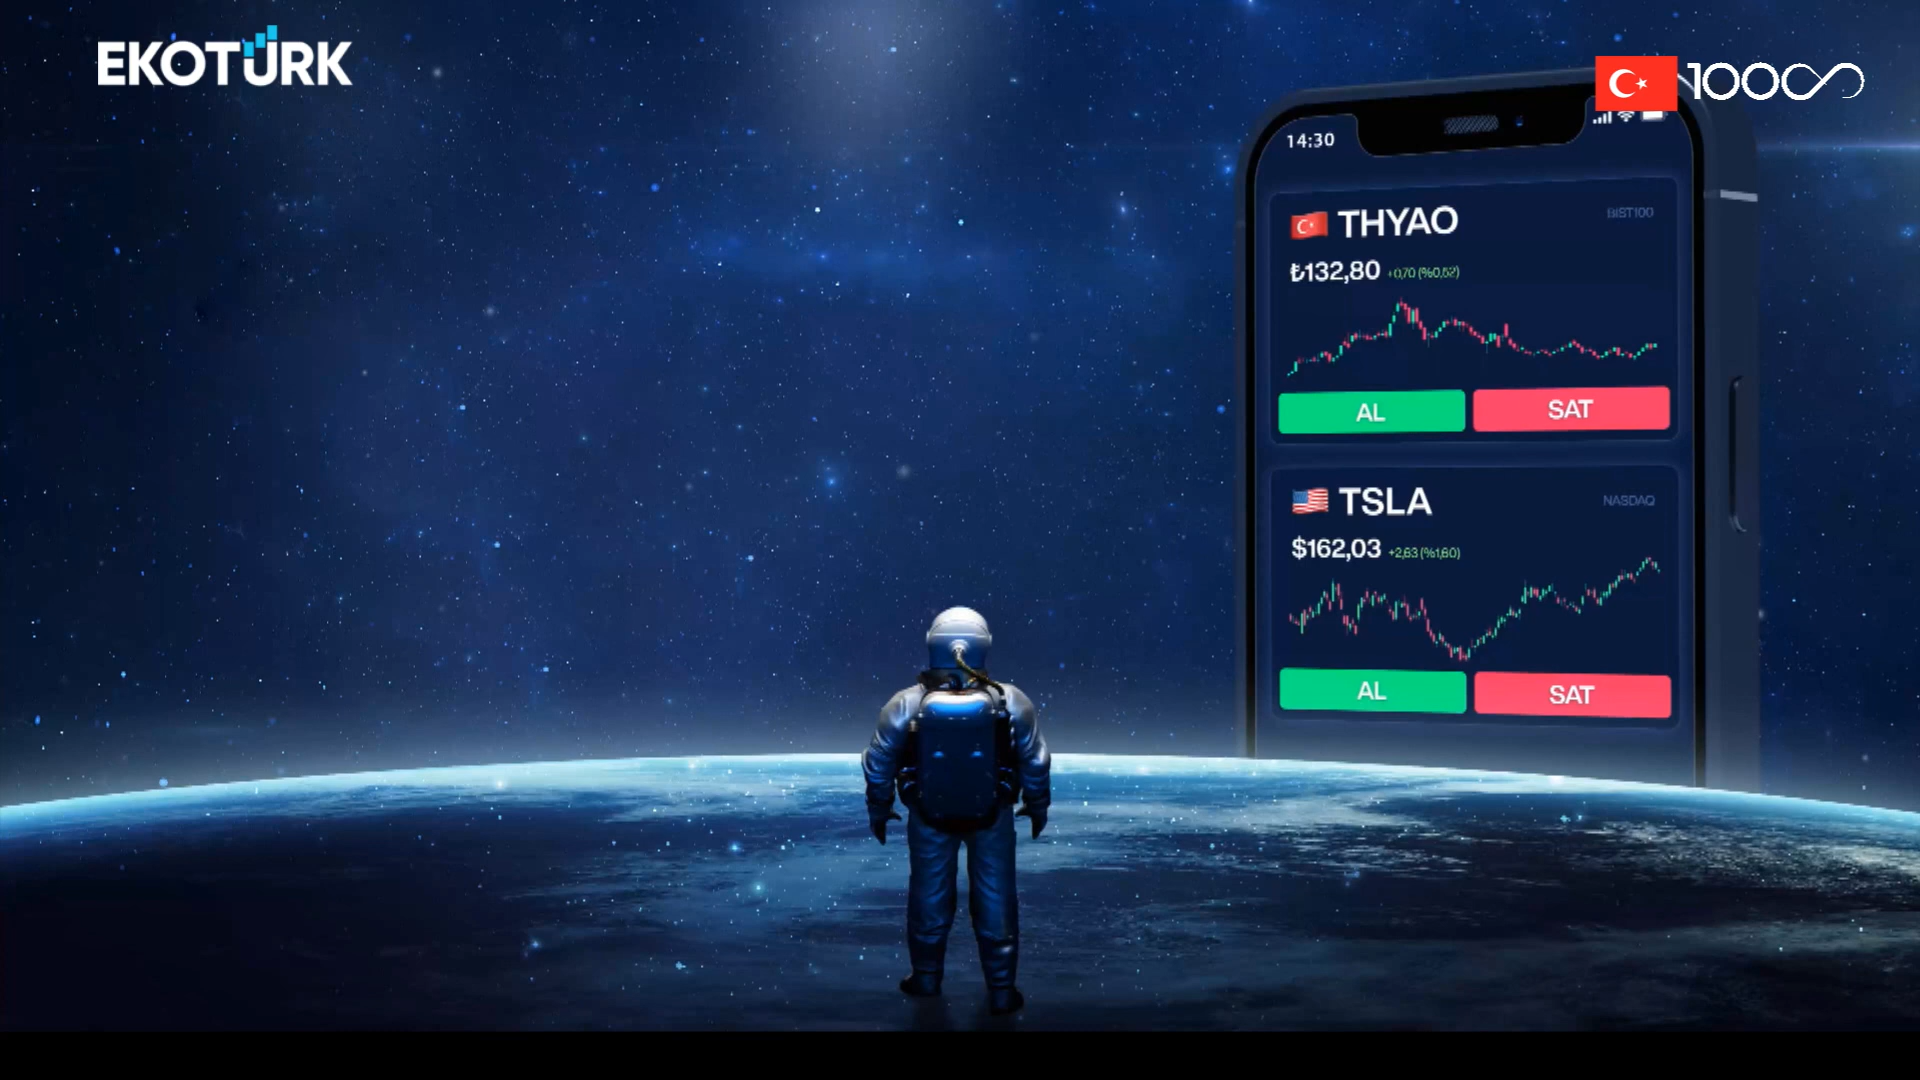 EKOTÜRK
100
14:30
THYAO
BIST100
₺132,80 +0,70 (%0,52)
AL
SAT
TSLA
NASDAQ
$162,03 +2,63 (%1,60)
AL
SAT